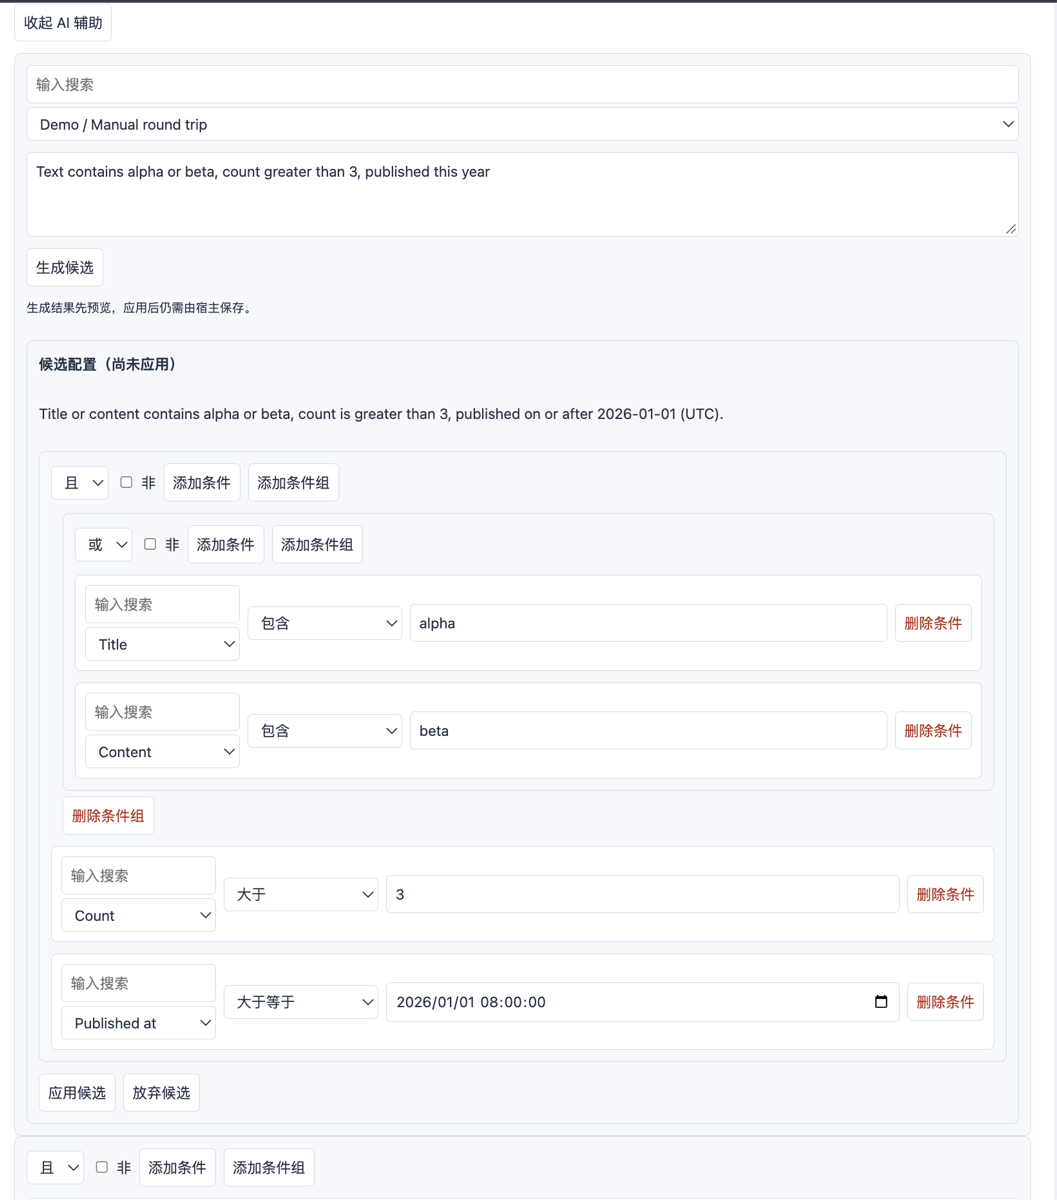 收起 AI 辅助
输入搜索
Demo / Manual round trip
Text contains alpha or beta, count greater than 3, published this year
生成候选
生成结果先预览，应用后仍需由宿主保存。
候选配置（尚未应用）
Title or content contains alpha or beta, count is greater than 3, published on or after 2026-01-01 (UTC).
且 非 添加条件 添加条件组
或 非 添加条件 添加条件组
输入搜索
Title 包含 alpha 删除条件
输入搜索
Content 包含 beta 删除条件
删除条件组
输入搜索
Count 大于 3 删除条件
输入搜索
Published at 大于等于 2026/01/01 08:00:00 删除条件
应用候选 放弃候选
且 非 添加条件 添加条件组